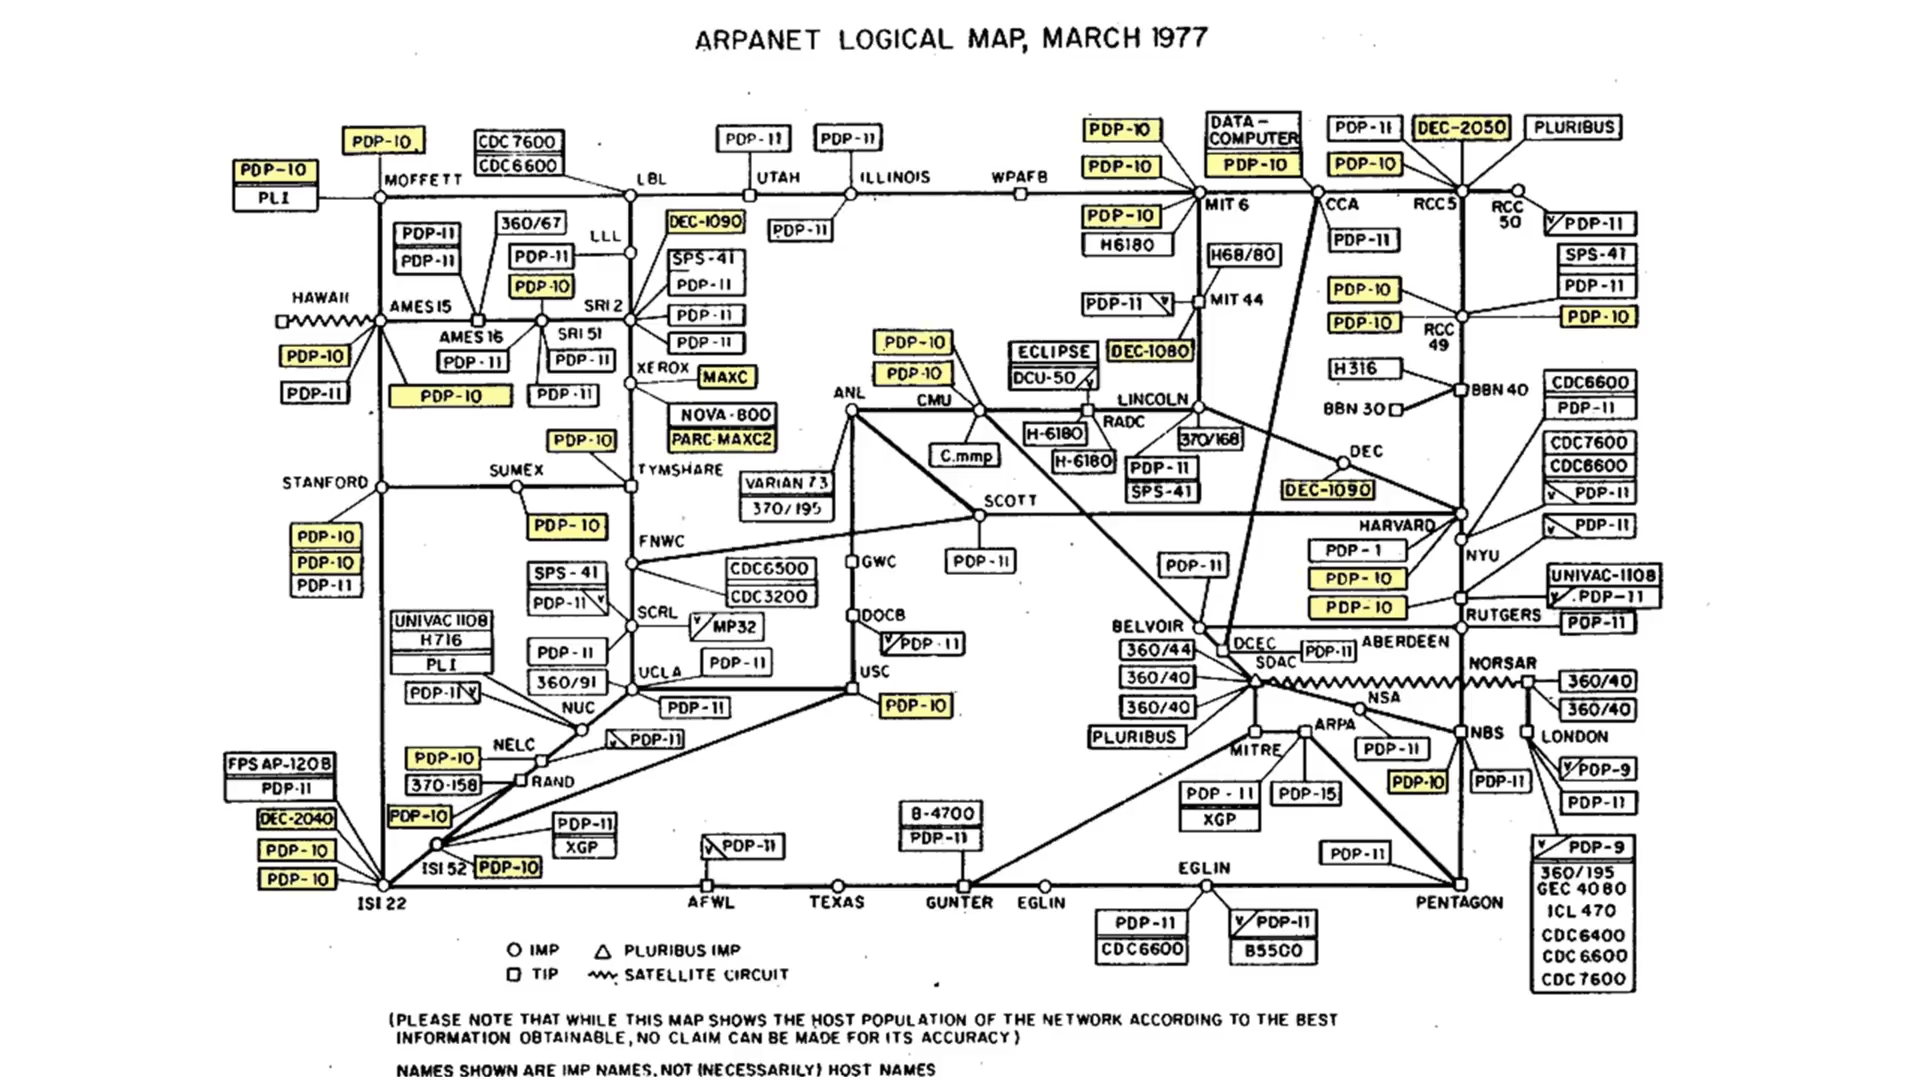 ARPANET LOGICAL MAP, MARCH 1977
PDP-10
PDP-10
PLI
MOFFETT
CDC 7600
CDC 6600
LBL
PDP-11
UTAH
PDP-11
ILLINOIS
PDP-11
WPAFB
PDP-10
PDP-10
PDP-10
H6180
MIT 6
DATA-
COMPUTER
PDP-10
CCA
PDP-11
PDP-11
PDP-10
DEC-2050
PLURIBUS
RCC 5
RCC
50
PDP-11
PDP-11
PDP-11
360/67
LLL
PDP-11
PDP-10
DEC-1090
SPS-41
PDP-11
PDP-11
PDP-11
HAWAII
AMES 15
AMES 16
SRI 51
SRI 2
PDP-10
PDP-11
PDP-10
PDP-11
PDP-11
PDP-11
XEROX
MAXC
NOVA-800
PARC-MAXC2
H68/80
PDP-11
MIT 44
DEC-1080
PDP-10
PDP-10
RCC
49
SPS-41
PDP-11
PDP-10
H316
BBN 40
BBN 30
PDP-10
PDP-10
ANL
CMU
C.mmp
ECLIPSE
DCU-50
RADC
H-6180
H-6180
LINCOLN
370/168
PDP-11
SPS-41
DEC
DEC-1090
CDC6600
PDP-11
CDC7600
CDC6600
PDP-11
PDP-11
STANFORD
SUMEX
PDP-10
TYMSHARE
PDP-10
PDP-10
PDP-10
PDP-11
VARIAN 73
370/195
SCOTT
PDP-11
HARVARD
PDP-1
PDP-10
PDP-10
NYU
UNIVAC-1108
PDP-11
RUTGERS
PDP-11
FNWC
CDC6500
CDC3200
GWC
DOCB
PDP-11
SPS-41
PDP-11
SCRL
MP32
PDP-11
UNIVAC 1108
H716
PLI
PDP-11
360/91
UCLA
PDP-11
PDP-11
USC
PDP-10
PDP-11
BELVOIR
DCEC
PDP-11
ABERDEEN
360/44
360/40
360/40
PLURIBUS
SDAC
NORSAR
360/40
360/40
NSA
PDP-11
NUC
NELC
PDP-11
PDP-10
370-158
RAND
PDP-10
MITRE
ARPA
PDP-11
XGP
PDP-15
NBS
PDP-10
PDP-11
LONDON
PDP-9
PDP-11
FPS AP-120B
PDP-11
DEC-2040
PDP-10
PDP-10
ISI 22
ISI 52
PDP-11
XGP
PDP-10
PDP-11
AFWL
TEXAS
B-4700
PDP-11
GUNTER
EGLIN
EGLIN
PDP-11
CDC6600
PDP-11
B5500
PDP-11
PENTAGON
PDP-9
360/195
GEC 4080
ICL 470
CDC6400
CDC 6600
CDC 7600
IMP
PLURIBUS IMP
TIP
SATELLITE CIRCUIT
(PLEASE NOTE THAT WHILE THIS MAP SHOWS THE HOST POPULATION OF THE NETWORK ACCORDING TO THE BEST
INFORMATION OBTAINABLE, NO CLAIM CAN BE MADE FOR ITS ACCURACY)
NAMES SHOWN ARE IMP NAMES, NOT (NECESSARILY) HOST NAMES